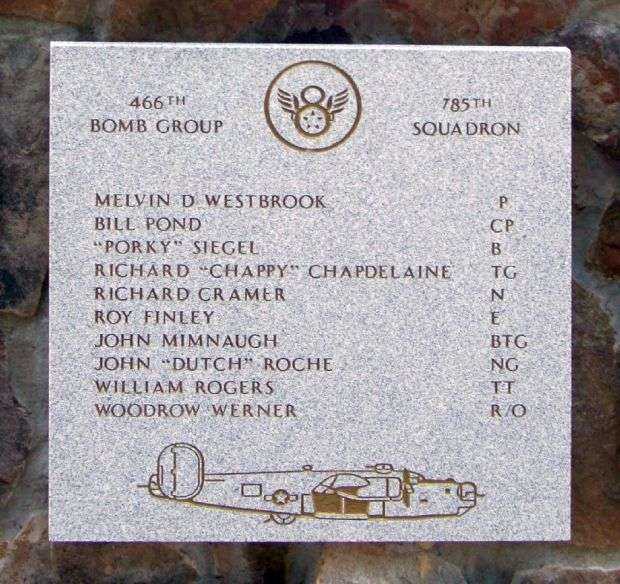 466TH
BOMB GROUP
785TH
SQUADRON
MELVIN D WESTBROOK P
BILL POND CP
"PORKY" SIEGEL B
RICHARD "CHAPPY" CHAPDELAINE TG
RICHARD CRAMER N
ROY FINLEY E
JOHN MIMNAUGH BTG
JOHN "DUTCH" ROCHE NG
WILLIAM ROGERS TT
WOODROW WERNER R/O